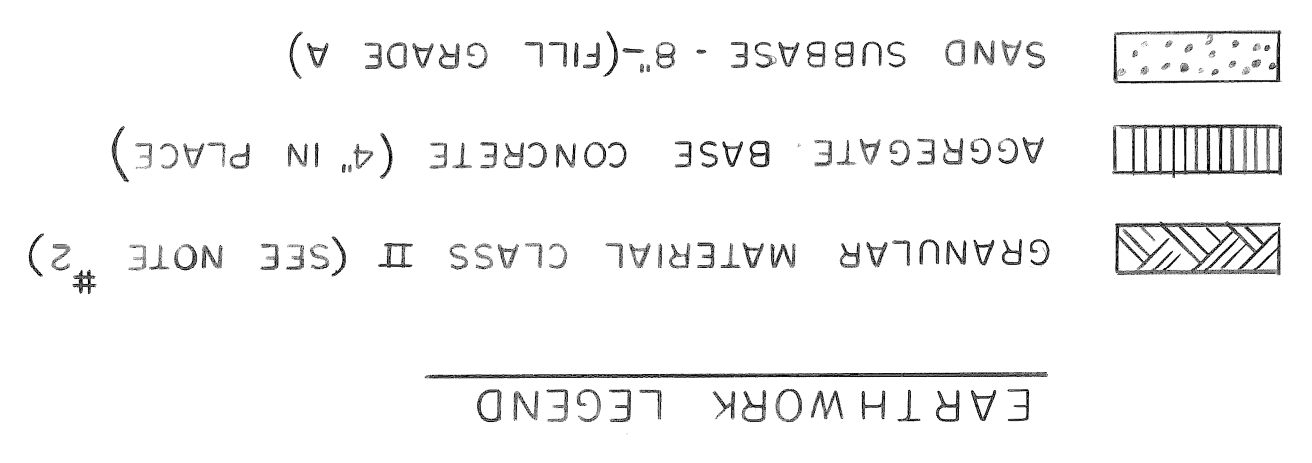 EARTHWORK LEGEND
GRANULAR MATERIAL CLASS II (SEE NOTE #2)
AGGREGATE BASE CONCRETE (4" IN PLACE)
SAND SUBBASE - 8"-(FILL GRADE A)